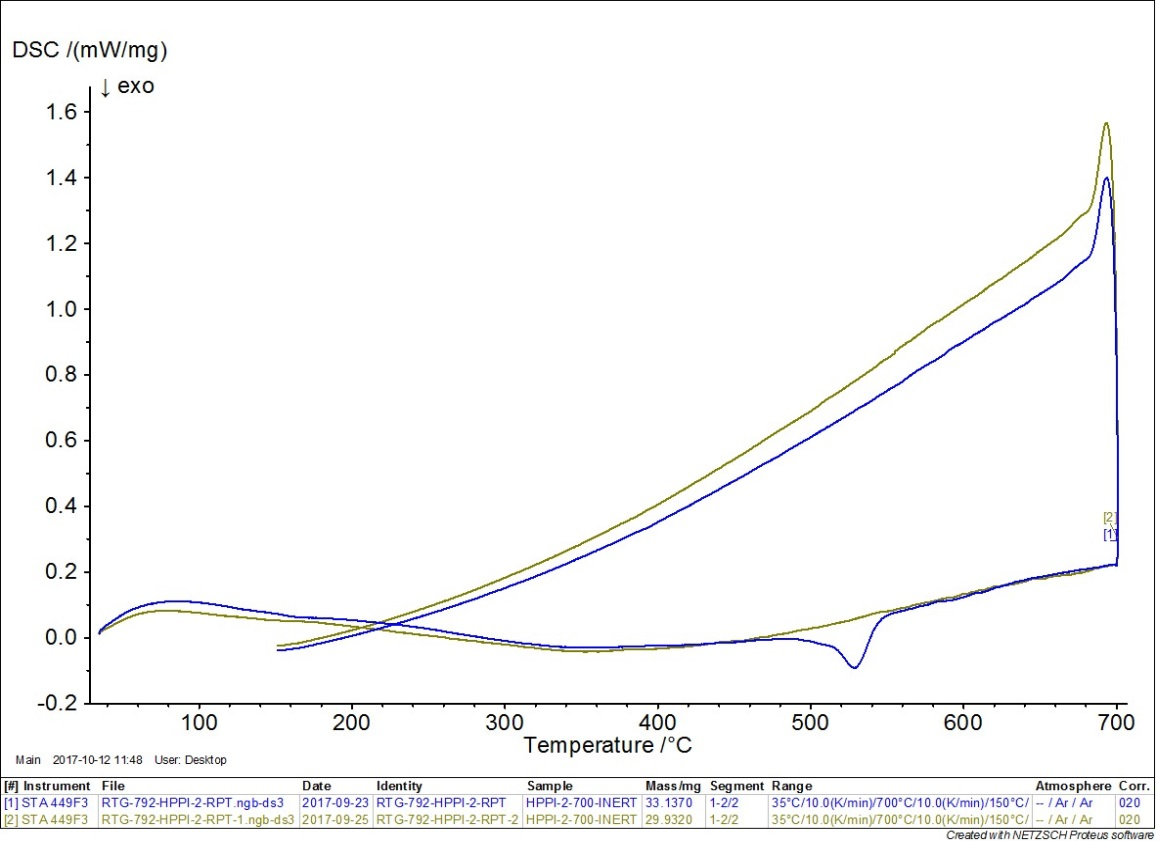 DSC /(mW/mg)
↓ exo
1.6
1.4
1.2
1.0
0.8
0.6
0.4
0.2
0.0
-0.2
[2]
[1]
100 200 300 400 500 600 700
Temperature /°C
Main 2017-10-12 11:48 User: Desktop
[#] Instrument File Date Identity Sample Mass/mg Segment Range Atmosphere Corr.
[1] STA 449F3 RTG-792-HPPI-2-RPT.ngb-ds3 2017-09-23 RTG-792-HPPI-2-RPT HPPI-2-700-INERT 33.1370 1-2/2 35°C/10.0(K/min)/700°C/10.0(K/min)/150°C/ -- / Ar / Ar 020
[2] STA 449F3 RTG-792-HPPI-2-RPT-1.ngb-ds3 2017-09-25 RTG-792-HPPI-2-RPT-2 HPPI-2-700-INERT 29.9320 1-2/2 35°C/10.0(K/min)/700°C/10.0(K/min)/150°C/ -- / Ar / Ar 020
Created with NETZSCH Proteus software